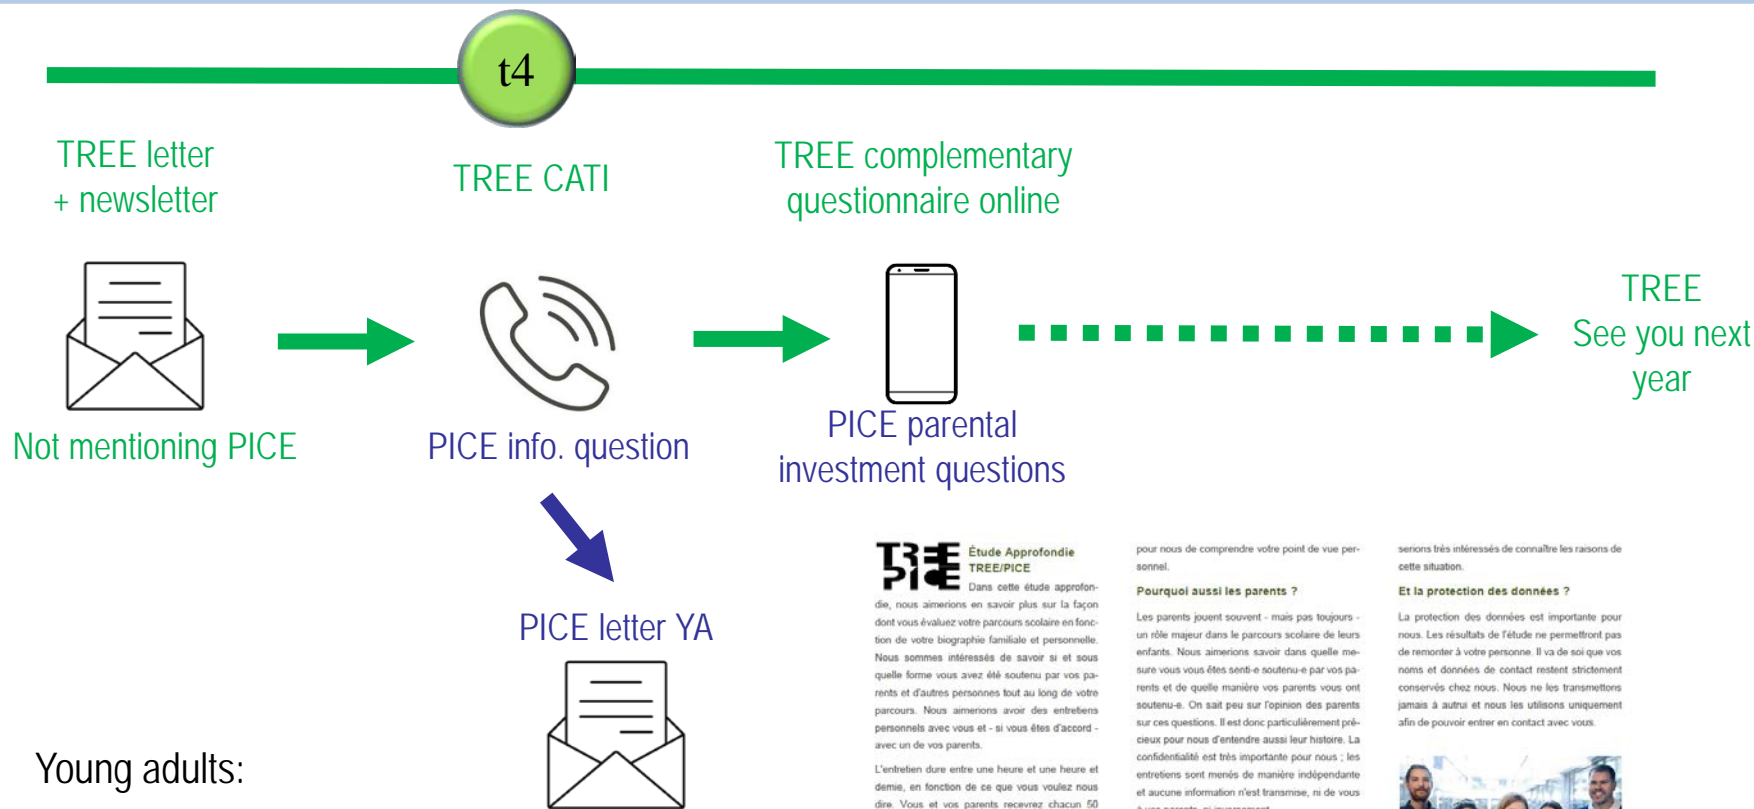 t4
TREE letter
+ newsletter
TREE CATI
TREE complementary
questionnaire online
TREE
See you next
year
Not mentioning PICE
PICE info. question
PICE parental
investment questions
PICE letter YA
Young adults:
TREE
PICE
Étude Approfondie
TREE/PICE
Dans cette étude approfon-
die, nous aimerions en savoir plus sur la façon
dont vous évaluez votre parcours scolaire en fonc-
tion de votre biographie familiale et personnelle.
Nous sommes intéressés de savoir si et sous
quelle forme vous avez été soutenu par vos pa-
rents et d'autres personnes tout au long de votre
parcours. Nous aimerions avoir des entretiens
personnels avec vous et - si vous êtes d'accord -
avec un de vos parents.
L'entretien dure entre une heure et une heure et
demie, en fonction de ce que vous voulez nous
dire. Vous et vos parents recevrez chacun 50
pour nous de comprendre votre point de vue per-
sonnel.
Pourquoi aussi les parents ?
Les parents jouent souvent - mais pas toujours -
un rôle majeur dans le parcours scolaire de leurs
enfants. Nous aimerions savoir dans quelle me-
sure vous vous êtes senti-e soutenu-e par vos pa-
rents et de quelle manière vos parents vous ont
soutenu-e. On sait peu sur l'opinion des parents
sur ces questions. Il est donc particulièrement pré-
cieux pour nous d'entendre aussi leur histoire. La
confidentialité est très importante pour nous ; les
entretiens sont menés de manière indépendante
et aucune information n'est transmise, ni de vous
à vos parents, ni inversement.
serions très intéressés de connaître les raisons de
cette situation.
Et la protection des données ?
La protection des données est importante pour
nous. Les résultats de l'étude ne permettront pas
de remonter à votre personne. Il va de soi que vos
noms et données de contact restent strictement
conservés chez nous. Nous ne les transmettons
jamais à autrui et nous les utilisons uniquement
afin de pouvoir entrer en contact avec vous.